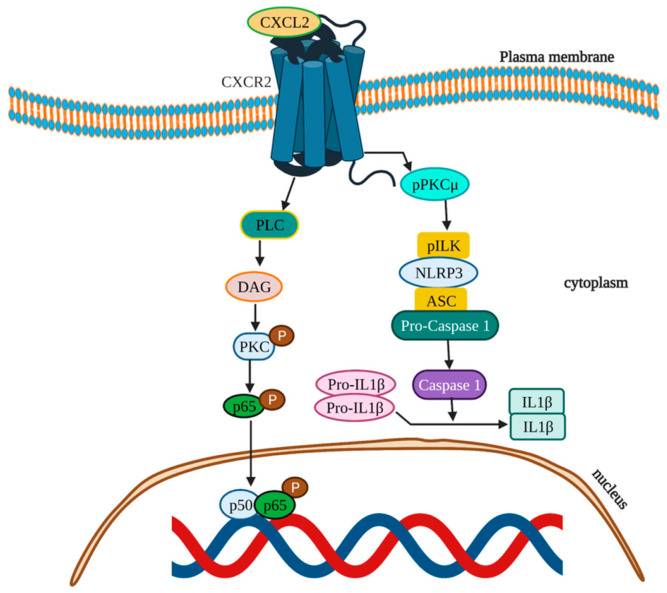 CXCL2
Plasma membrane
CXCR2
pPKCμ
PLC
pILK
NLRP3
DAG
cytoplasm
ASC
Pro-Caspase 1
P
PKC
Pro-IL1β
Caspase 1
IL1β
p65
P
Pro-IL1β
IL1β
nucleus
P
p50
p65